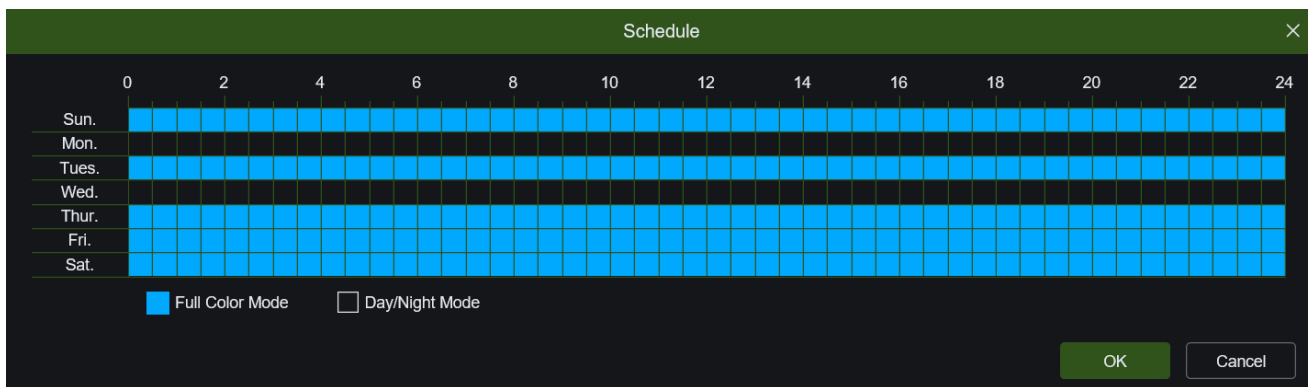 Schedule
0 2 4 6 8 10 12 14 16 18 20 22 24
Sun.
Mon.
Tues.
Wed.
Thur.
Fri.
Sat.
Full Color Mode Day/Night Mode
OK Cancel